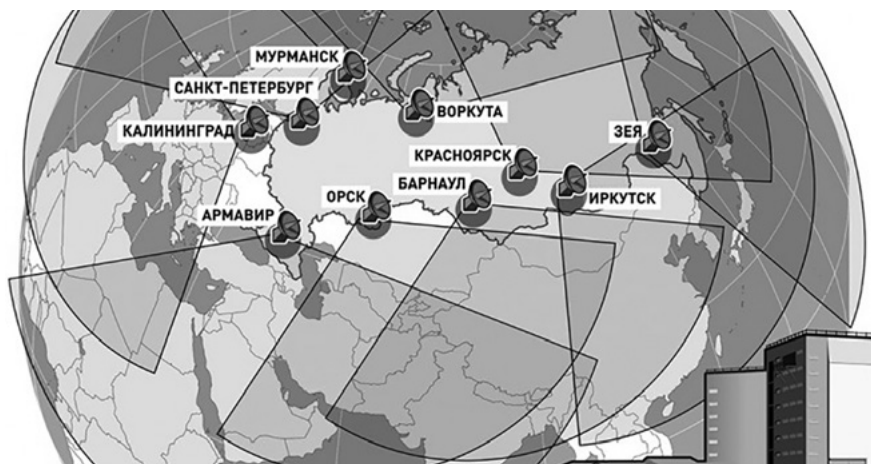 МУРМАНСК
САНКТ-ПЕТЕРБУРГ
КАЛИНИНГРАД
ВОРКУТА
ЗЕЯ
КРАСНОЯРСК
БАРНАУЛ
ИРКУТСК
ОРСК
АРМАВИР